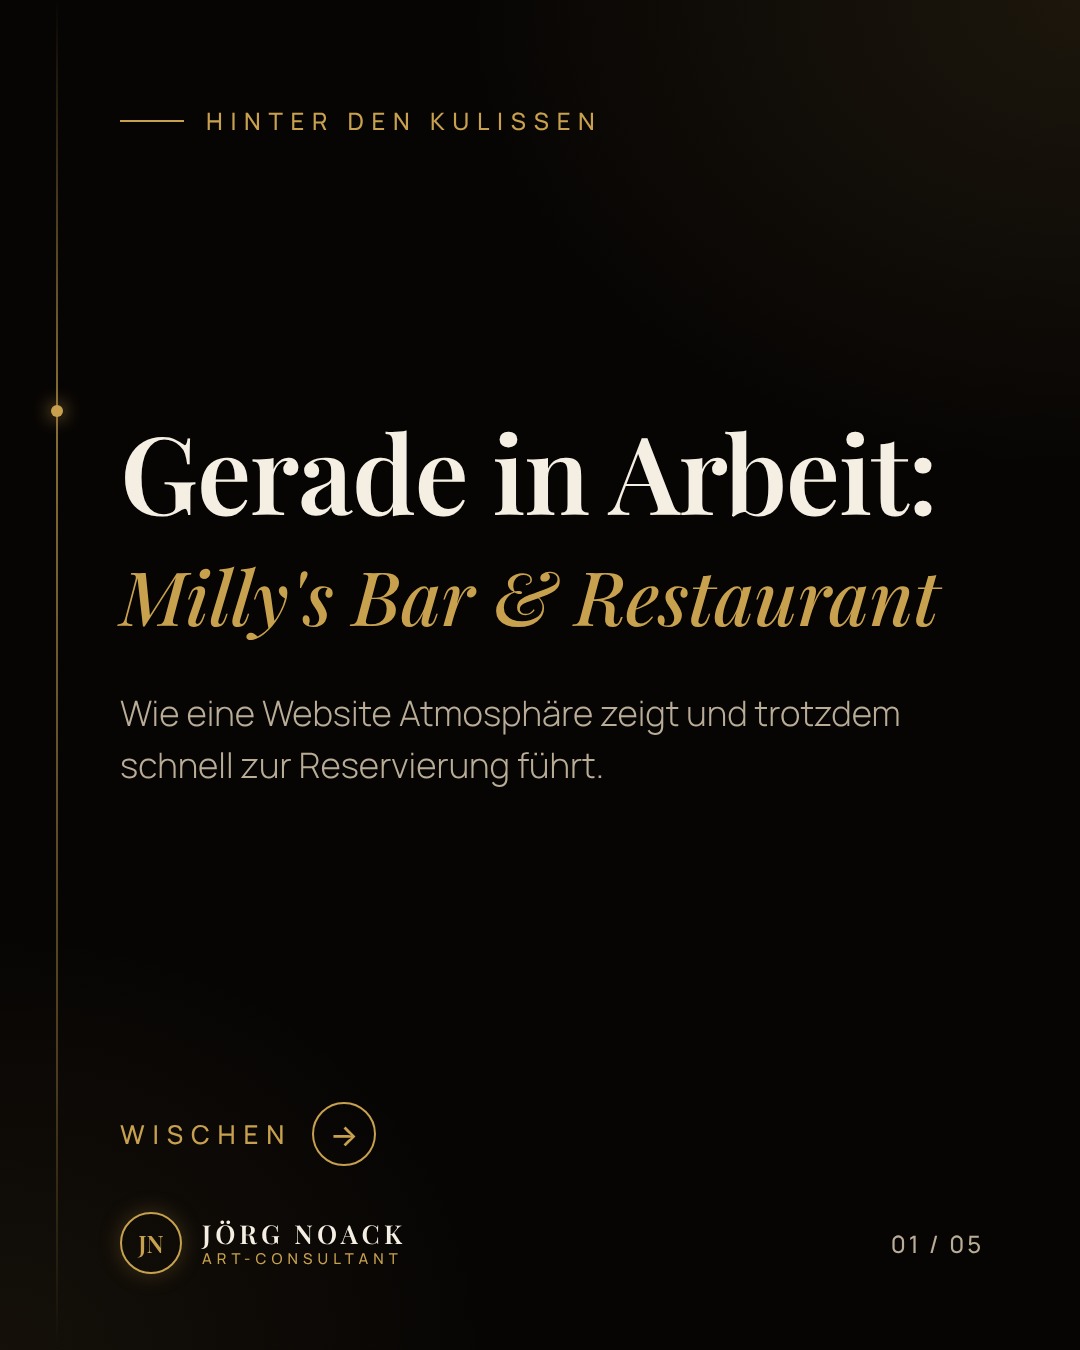 HINTER DEN KULISSEN
Gerade in Arbeit:
Milly's Bar & Restaurant
Wie eine Website Atmosphäre zeigt und trotzdem
schnell zur Reservierung führt.
WISCHEN →
JN
JÖRG NOACK
ART-CONSULTANT
01 / 05